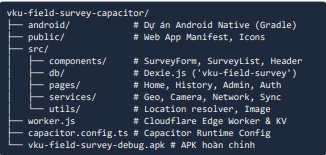 vku-field-survey-capacitor/
├── android/ # Dự án Android Native (Gradle)
├── public/ # Web App Manifest, Icons
├── src/
│ ├── components/ # SurveyForm, SurveyList, Header
│ ├── db/ # Dexie.js ('vku-field-survey')
│ ├── pages/ # Home, History, Admin, Auth
│ ├── services/ # Geo, Camera, Network, Sync
│ └── utils/ # Location resolver, Image
├── worker.js # Cloudflare Edge Worker & KV
├── capacitor.config.ts # Capacitor Runtime Config
└── vku-field-survey-debug.apk # APK hoàn chỉnh